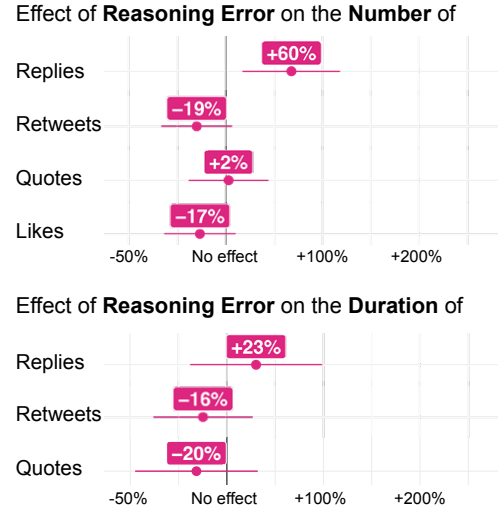 Effect of Reasoning Error on the Number of
Replies +60%
Retweets −19%
Quotes +2%
Likes −17%
-50% No effect +100% +200%
Effect of Reasoning Error on the Duration of
Replies +23%
Retweets −16%
Quotes −20%
-50% No effect +100% +200%